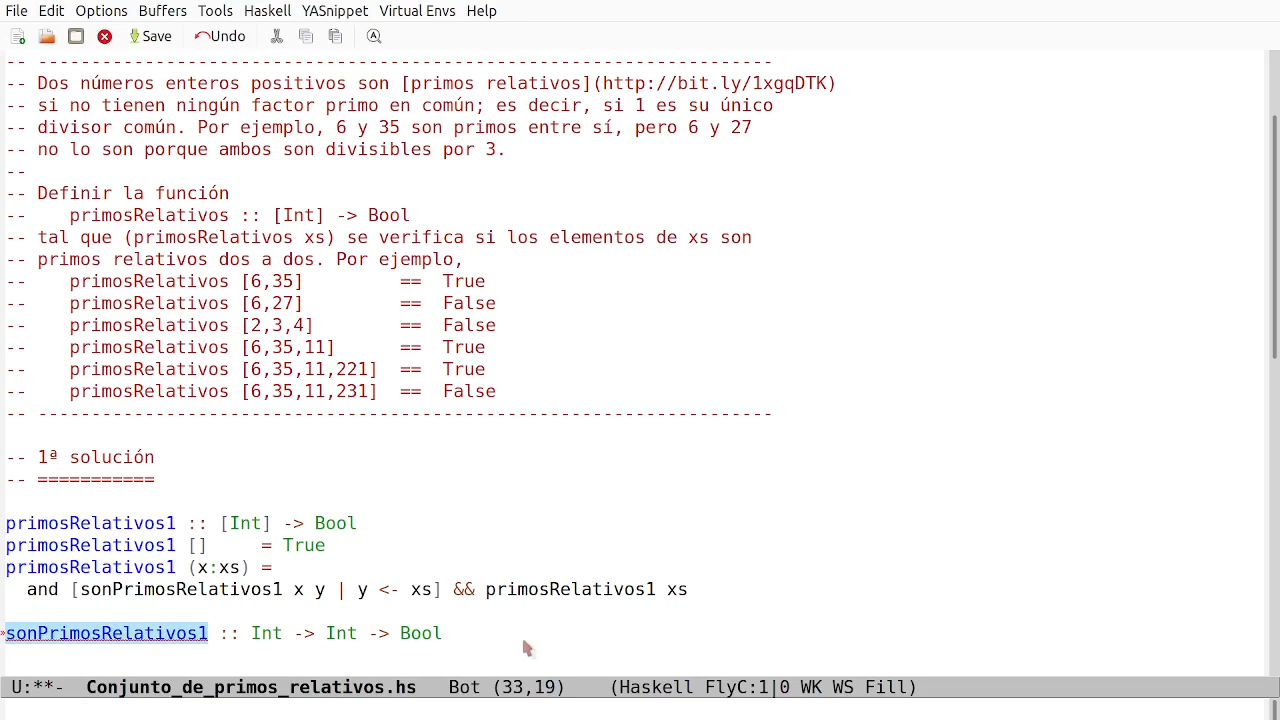 File Edit Options Buffers Tools Haskell YASnippet Virtual Envs Help
Save Undo
-- ---------------------------------------------------------------------
-- Dos números enteros positivos son [primos relativos](http://bit.ly/1xgqDTK)
-- si no tienen ningún factor primo en común; es decir, si 1 es su único
-- divisor común. Por ejemplo, 6 y 35 son primos entre sí, pero 6 y 27
-- no lo son porque ambos son divisibles por 3.
--
-- Definir la función
--    primosRelativos :: [Int] -> Bool
-- tal que (primosRelativos xs) se verifica si los elementos de xs son
-- primos relativos dos a dos. Por ejemplo,
--    primosRelativos [6,35]         ==  True
--    primosRelativos [6,27]         ==  False
--    primosRelativos [2,3,4]        ==  False
--    primosRelativos [6,35,11]      ==  True
--    primosRelativos [6,35,11,221]  ==  True
--    primosRelativos [6,35,11,231]  ==  False
-- ---------------------------------------------------------------------
-- 1ª solución
-- ===========
primosRelativos1 :: [Int] -> Bool
primosRelativos1 []     = True
primosRelativos1 (x:xs) =
  and [sonPrimosRelativos1 x y | y <- xs] && primosRelativos1 xs
»sonPrimosRelativos1 :: Int -> Int -> Bool
U:**-  Conjunto_de_primos_relativos.hs   Bot (33,19)    (Haskell FlyC:1|0 WK WS Fill)